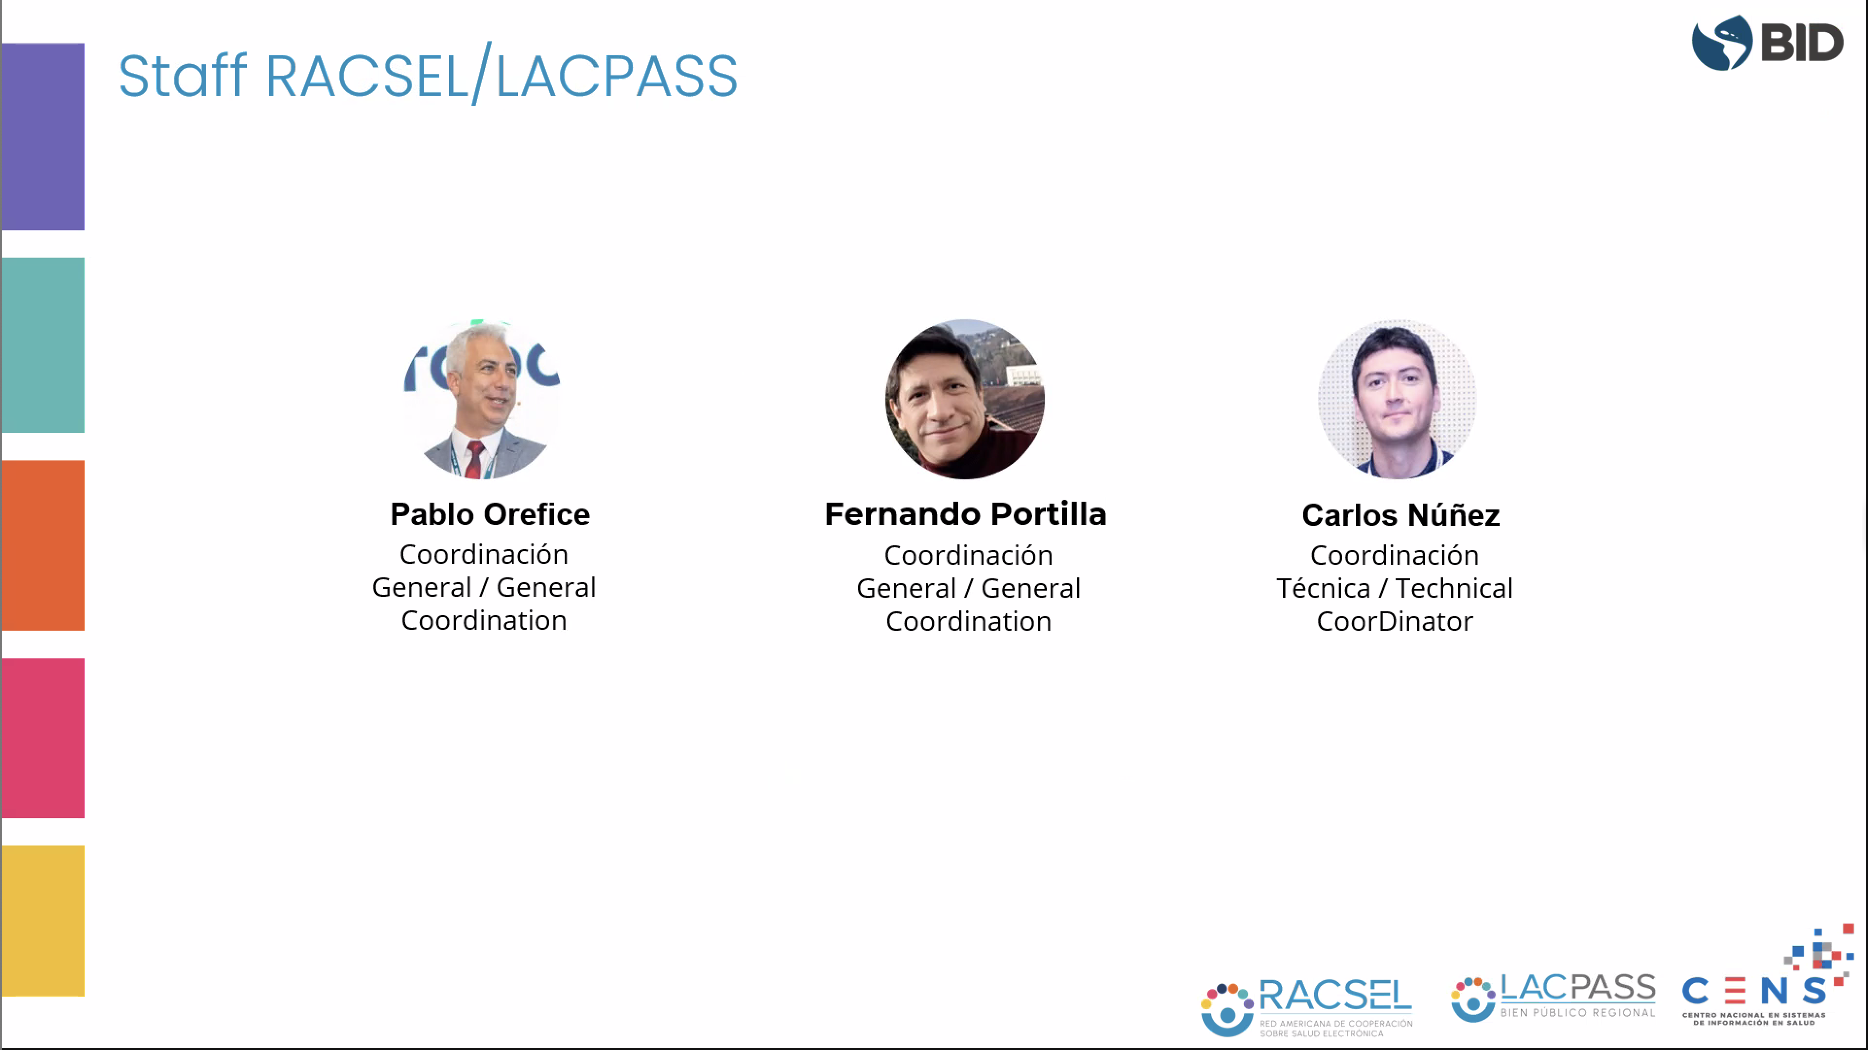 BID
Staff RACSEL/LACPASS
Pablo Orefice
Coordinación
General / General
Coordination
Fernando Portilla
Coordinación
General / General
Coordination
Carlos Núñez
Coordinación
Técnica / Technical
CoorDinator
RACSEL
RED AMERICANA DE COOPERACIÓN
SOBRE SALUD ELECTRÓNICA
LACPASS
BIEN PÚBLICO REGIONAL
CENS
CENTRO NACIONAL EN SISTEMAS
DE INFORMACIÓN EN SALUD